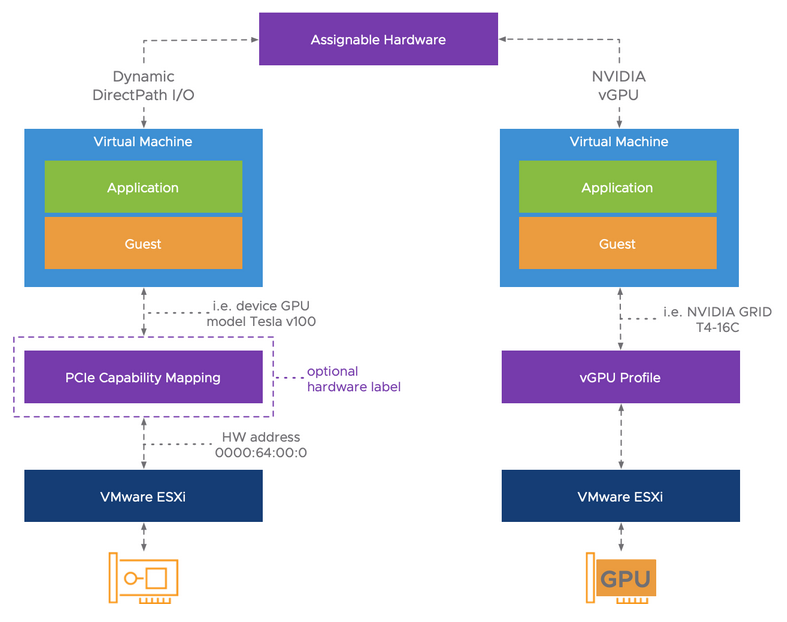 Assignable Hardware
Dynamic
DirectPath I/O
NVIDIA
vGPU
Virtual Machine
Application
Guest
i.e. device GPU
model Tesla v100
PCIe Capability Mapping
optional
hardware label
HW address
0000:64:00:0
VMware ESXi
Virtual Machine
Application
Guest
i.e. NVIDIA GRID
T4-16C
vGPU Profile
VMware ESXi
GPU